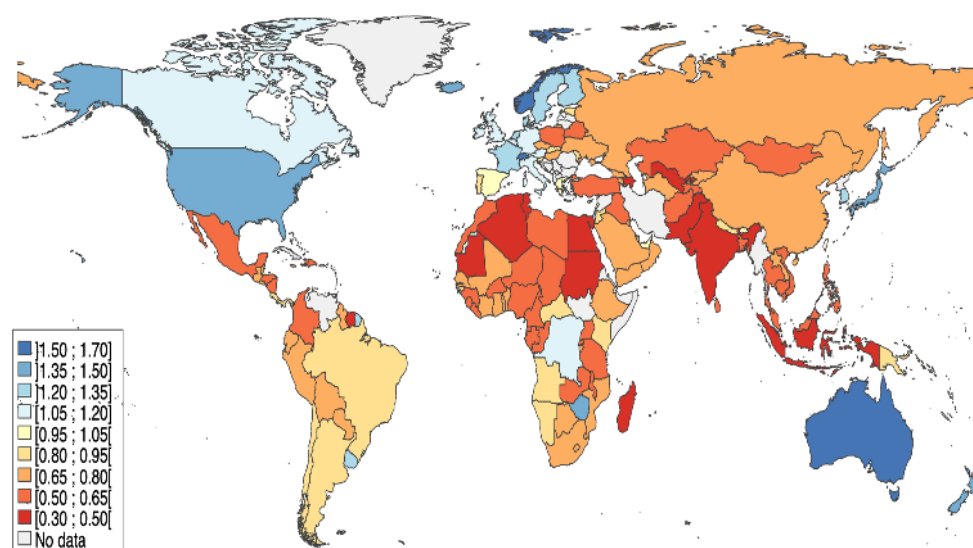 ]1.50 ; 1.70]
]1.35 ; 1.50]
]1.20 ; 1.35]
]1.05 ; 1.20]
[0.95 ; 1.05]
[0.80 ; 0.95[
[0.65 ; 0.80[
[0.50 ; 0.65[
[0.30 ; 0.50[
No data